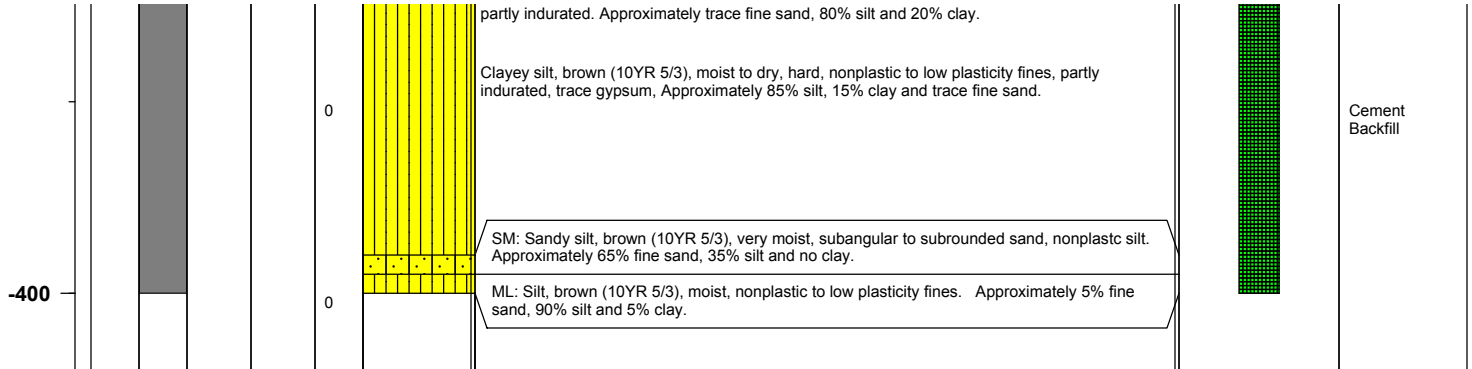 partly indurated. Approximately trace fine sand, 80% silt and 20% clay.
Clayey silt, brown (10YR 5/3), moist to dry, hard, nonplastic to low plasticity fines, partly
indurated, trace gypsum, Approximately 85% silt, 15% clay and trace fine sand.
0
Cement
Backfill
SM: Sandy silt, brown (10YR 5/3), very moist, subangular to subrounded sand, nonplastc silt.
Approximately 65% fine sand, 35% silt and no clay.
-400
0
ML: Silt, brown (10YR 5/3), moist, nonplastic to low plasticity fines. Approximately 5% fine
sand, 90% silt and 5% clay.